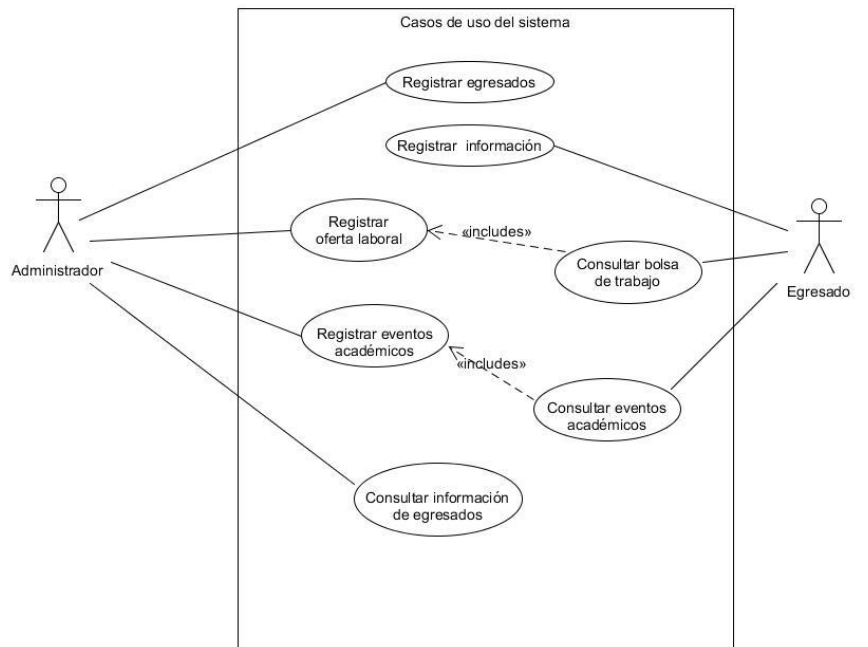 Casos de uso del sistema
Registrar egresados
Registrar información
Registrar
oferta laboral
«includes»
Consultar bolsa
de trabajo
Administrador
Egresado
Registrar eventos
académicos
«includes»
Consultar eventos
académicos
Consultar información
de egresados